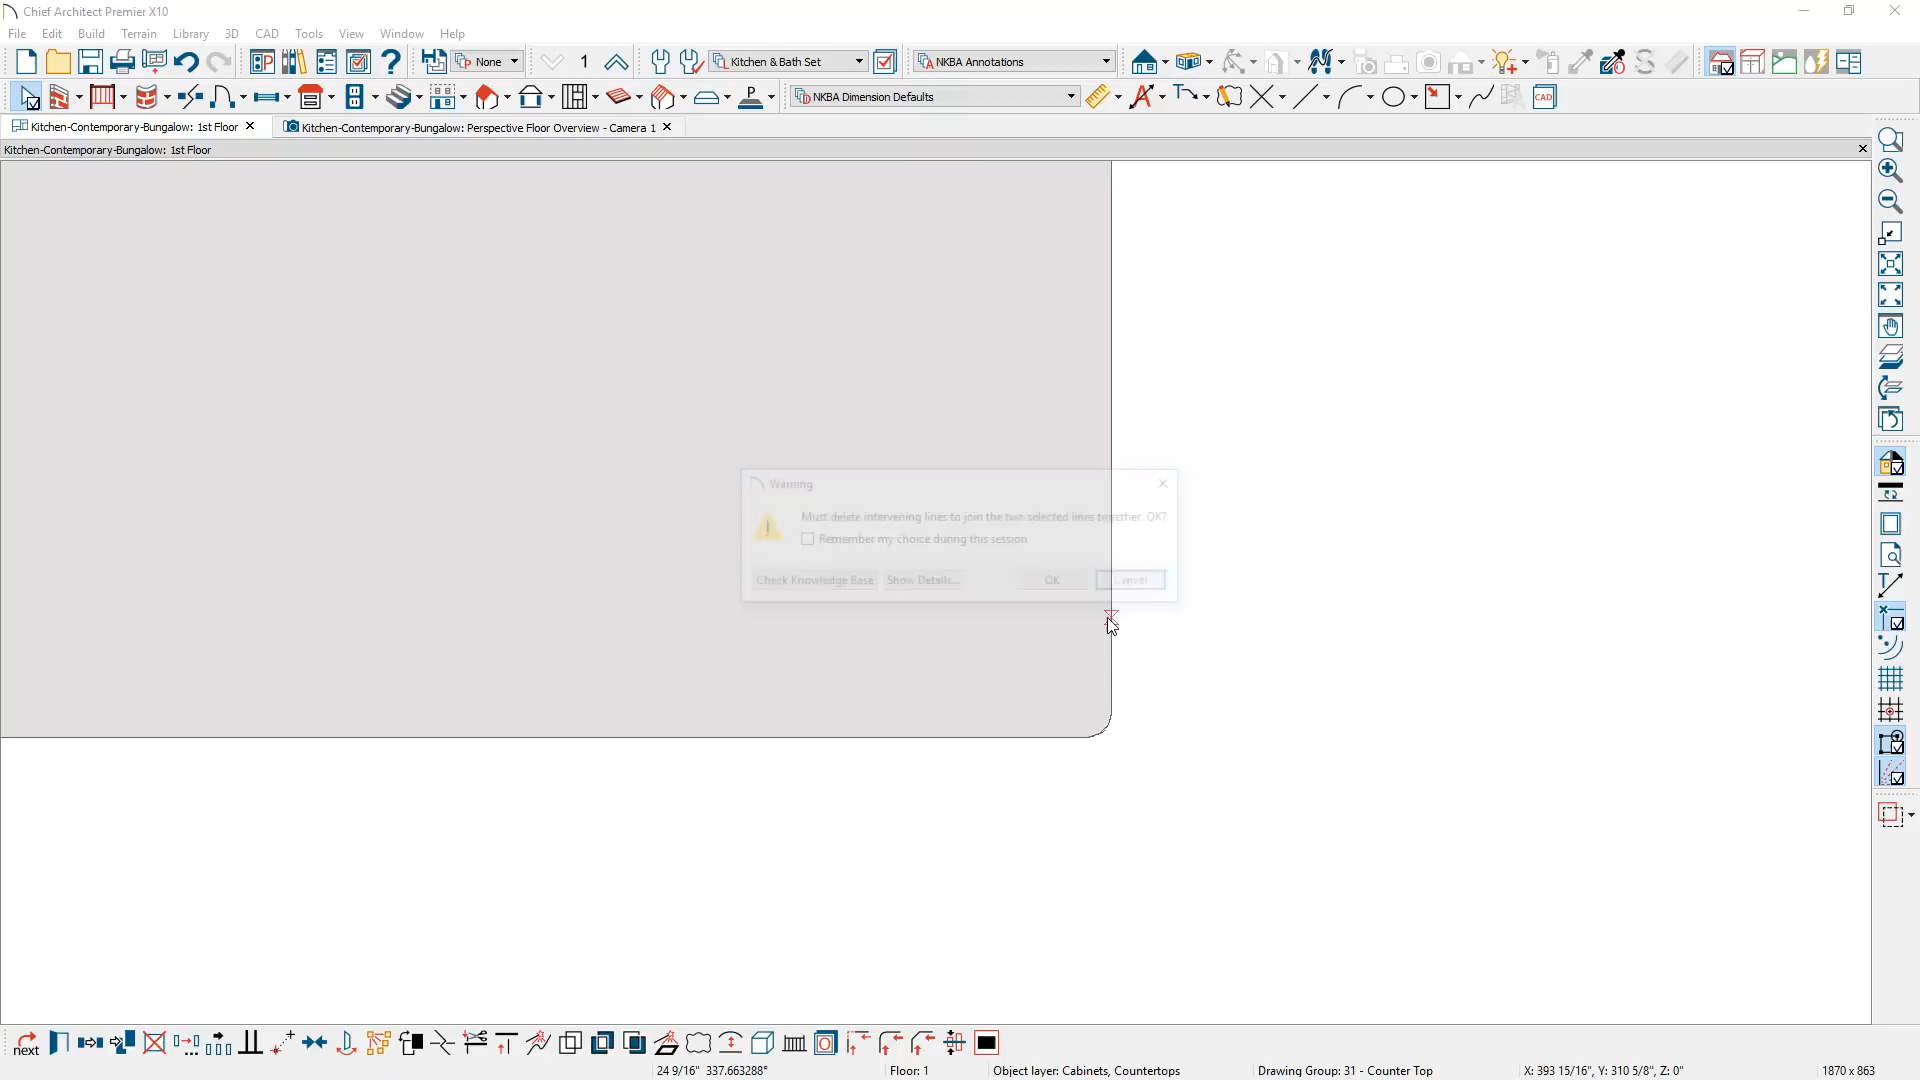 Chief Architect Premier X10
File Edit Build Terrain Library 3D CAD Tools View Window Help
None 1 Kitchen & Bath Set NKBA Annotations
NKBA Dimension Defaults CAD
Kitchen-Contemporary-Bungalow: 1st Floor Kitchen-Contemporary-Bungalow: Perspective Floor Overview - Camera 1
Kitchen-Contemporary-Bungalow: 1st Floor
Warning
Must delete intervening lines to join the two selected lines together. OK?
Remember my choice during this session
Check Knowledge Base Show Details... OK Cancel
next
24 9/16" 337.663288° Floor: 1 Object layer: Cabinets, Countertops Drawing Group: 31 - Counter Top X: 393 15/16", Y: 310 5/8", Z: 0" 1870 x 863